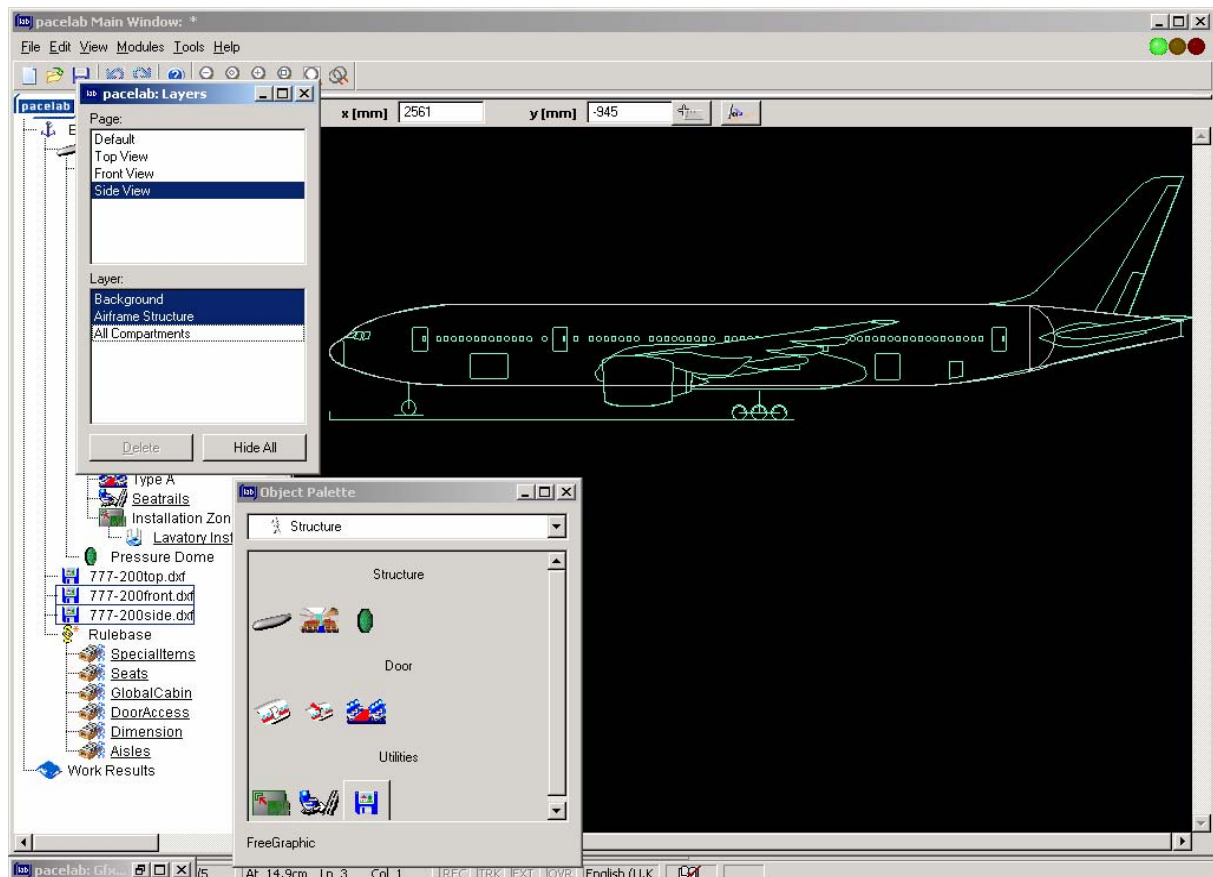 pacelab Main Window: *
File Edit View Modules Tools Help
pacelab
x [mm] 2561 y [mm] -945
pacelab: Layers
Page:
Default
Top View
Front View
Side View
Layer:
Background
Airframe Structure
All Compartments
Delete Hide All
E
Type A
Seatrails
Installation Zon
Lavatory Inst
Pressure Dome
777-200top.dxf
777-200front.dxf
777-200side.dxf
Rulebase
SpecialItems
Seats
GlobalCabin
DoorAccess
Dimension
Aisles
Work Results
Object Palette
Structure
Structure
Door
Utilities
FreeGraphic
pacelab: Gfx... /5 At 14.9cm Ln 3 Col 1 REC TRK EXT OVR English (U.K